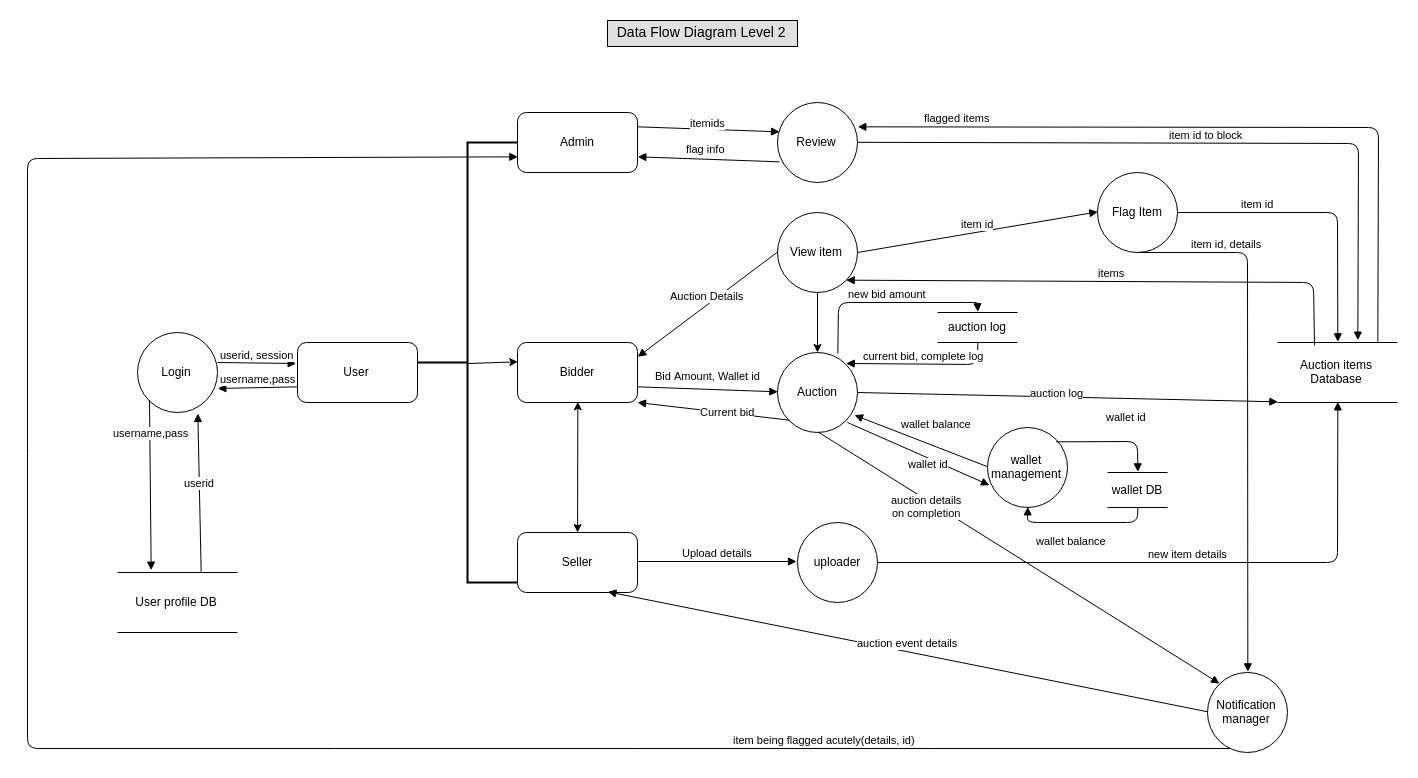 Data Flow Diagram Level 2
Admin
itemids
flag info
Review
flagged items
item id to block
View item
item id
Flag Item
item id
item id, details
items
Auction Details
new bid amount
auction log
current bid, complete log
Login
userid, session
username,pass
User
Bidder
Bid Amount, Wallet id
Current bid
Auction
auction log
Auction items
Database
wallet balance
wallet id
wallet
management
wallet id
wallet DB
wallet balance
auction details
on completion
username,pass
userid
User profile DB
Seller
Upload details
uploader
new item details
auction event details
Notification
manager
item being flagged acutely(details, id)